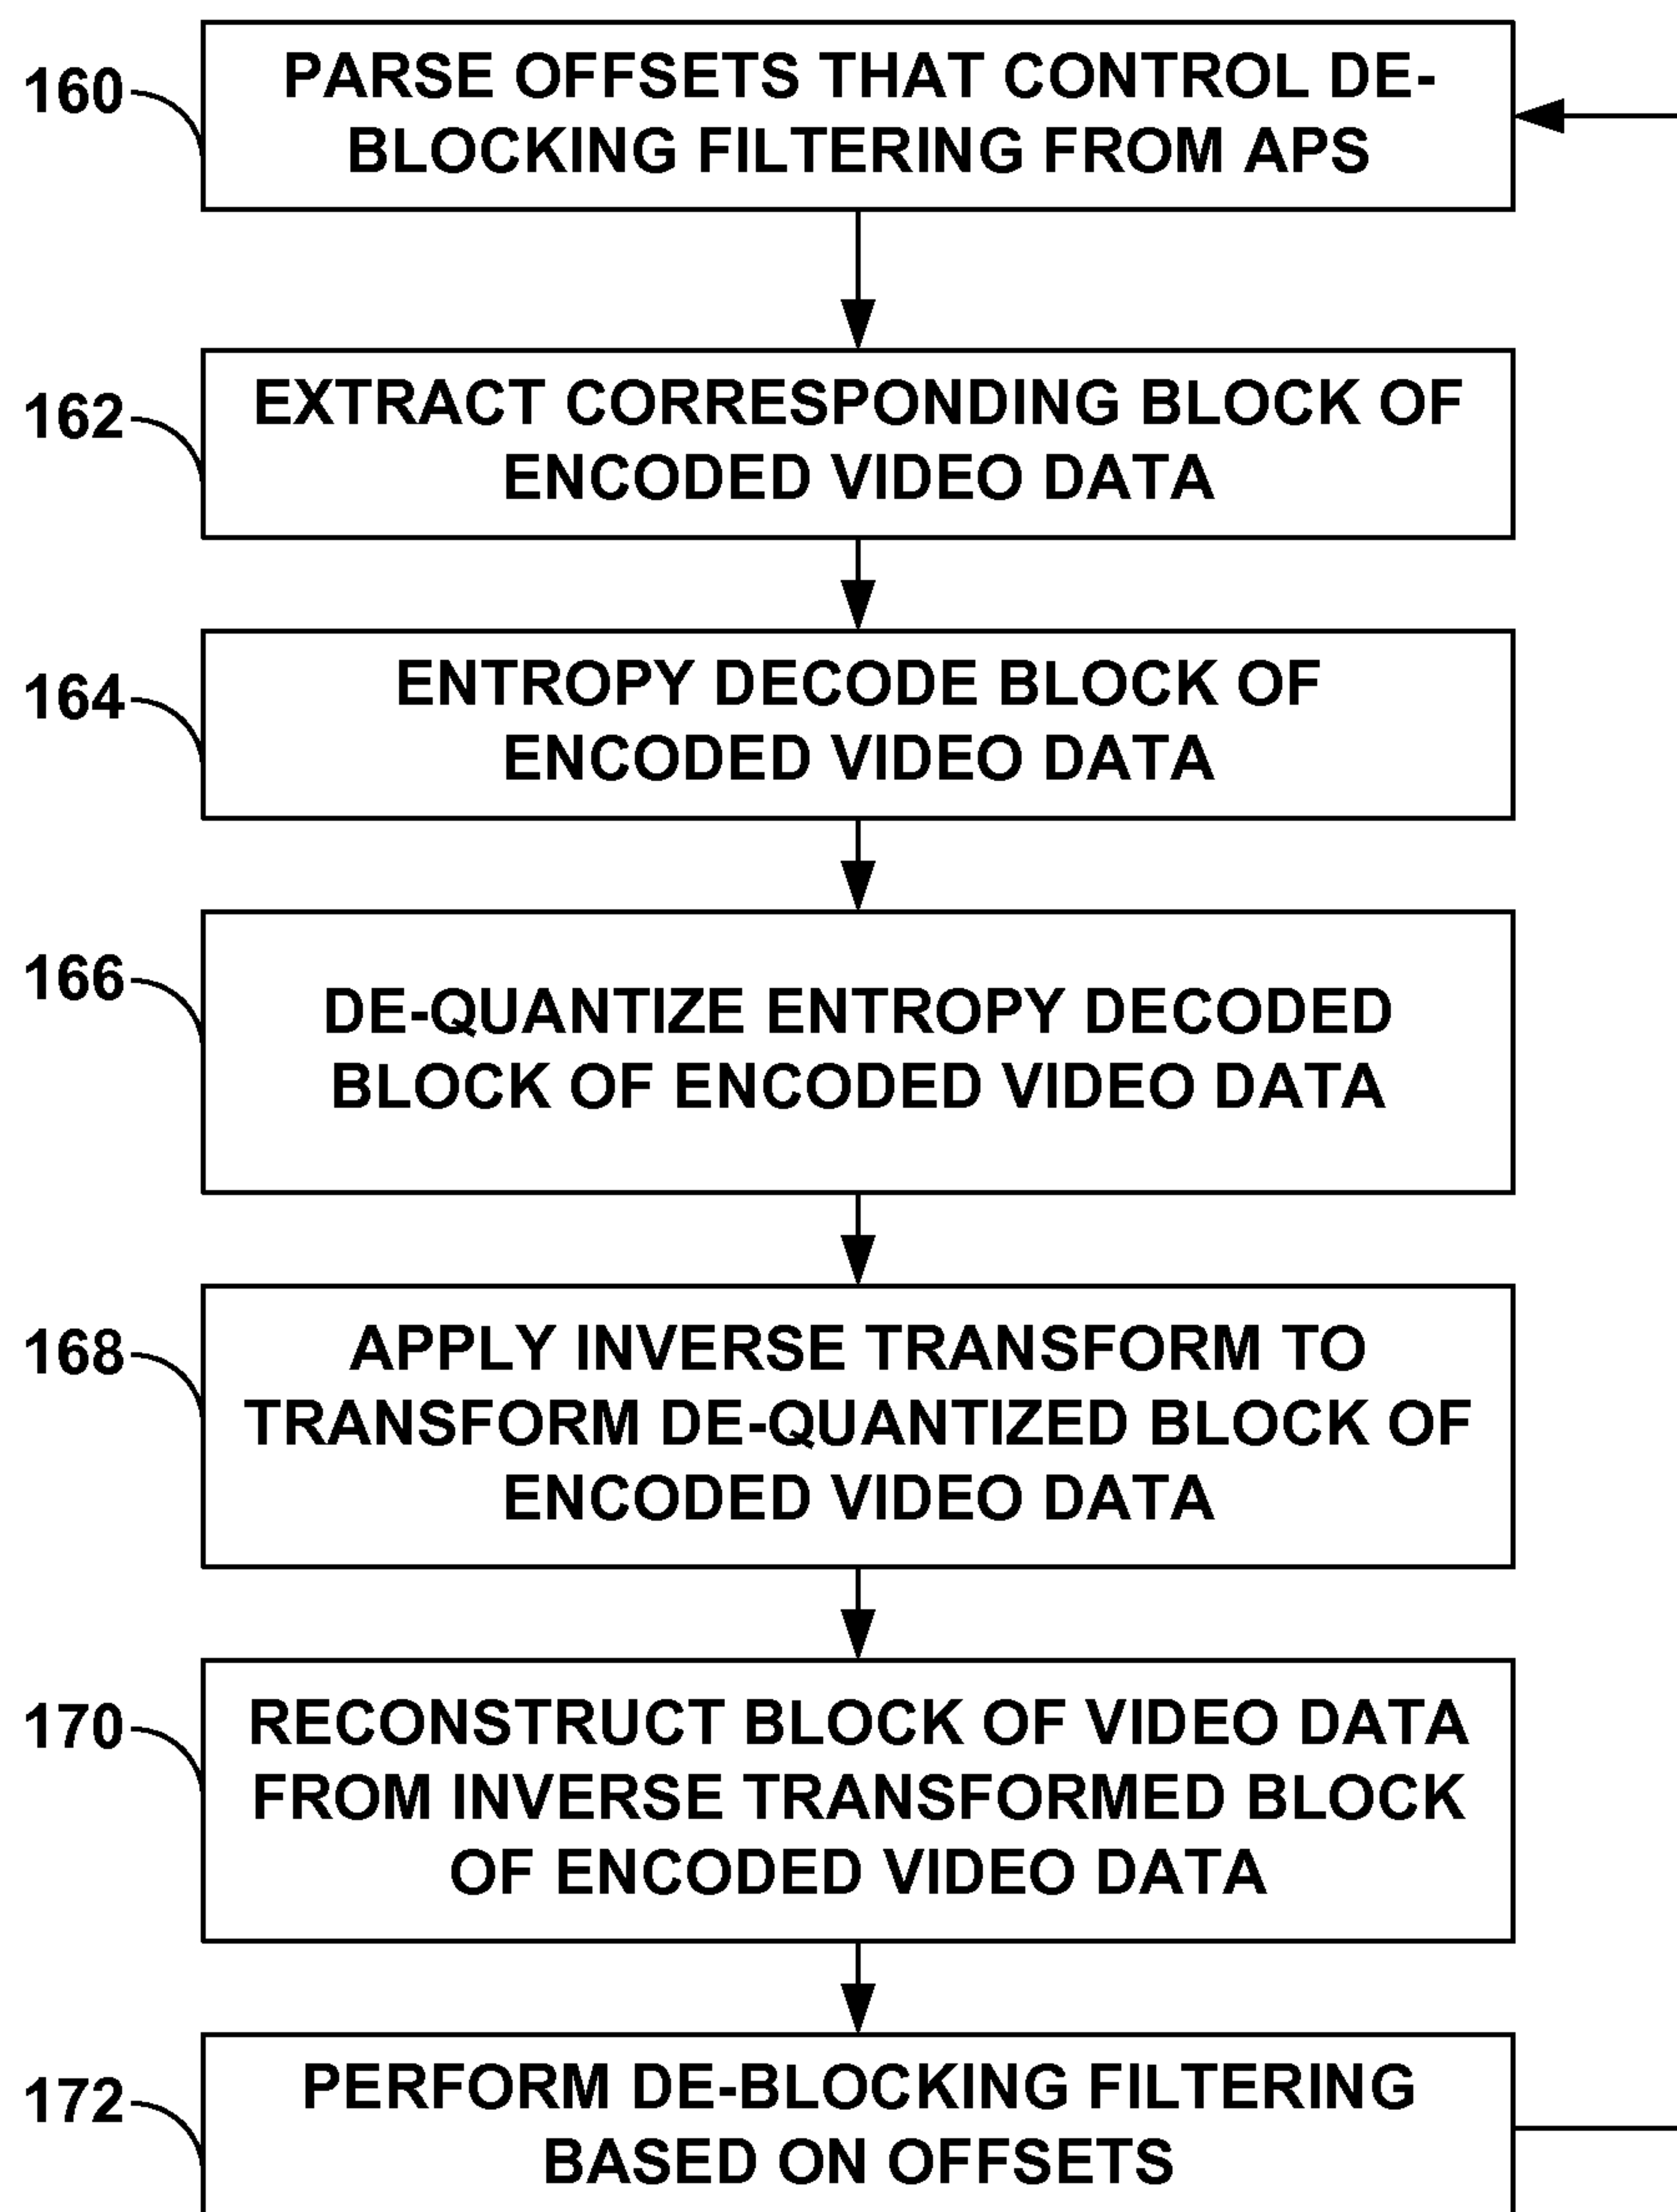 160
PARSE OFFSETS THAT CONTROL DE-
BLOCKING FILTERING FROM APS
162
EXTRACT CORRESPONDING BLOCK OF
ENCODED VIDEO DATA
164
ENTROPY DECODE BLOCK OF
ENCODED VIDEO DATA
166
DE-QUANTIZE ENTROPY DECODED
BLOCK OF ENCODED VIDEO DATA
168
APPLY INVERSE TRANSFORM TO
TRANSFORM DE-QUANTIZED BLOCK OF
ENCODED VIDEO DATA
170
RECONSTRUCT BLOCK OF VIDEO DATA
FROM INVERSE TRANSFORMED BLOCK
OF ENCODED VIDEO DATA
172
PERFORM DE-BLOCKING FILTERING
BASED ON OFFSETS